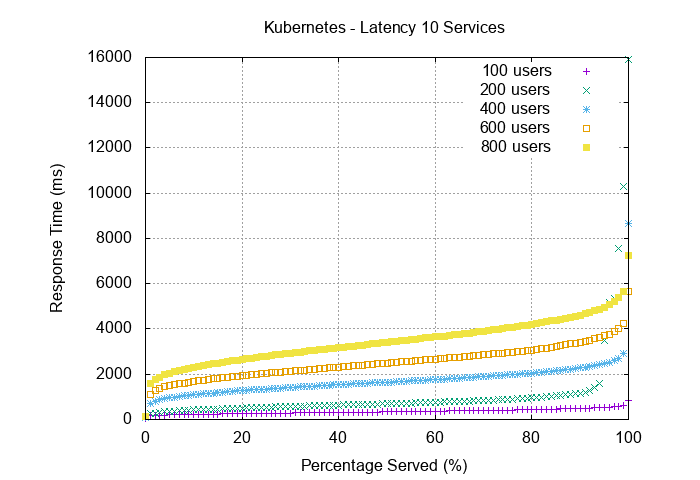 Kubernetes - Latency 10 Services
16000
14000
12000
10000
8000
6000
4000
2000
0
Response Time (ms)
100 users
200 users
400 users
600 users
800 users
0
20
40
60
80
100
Percentage Served (%)